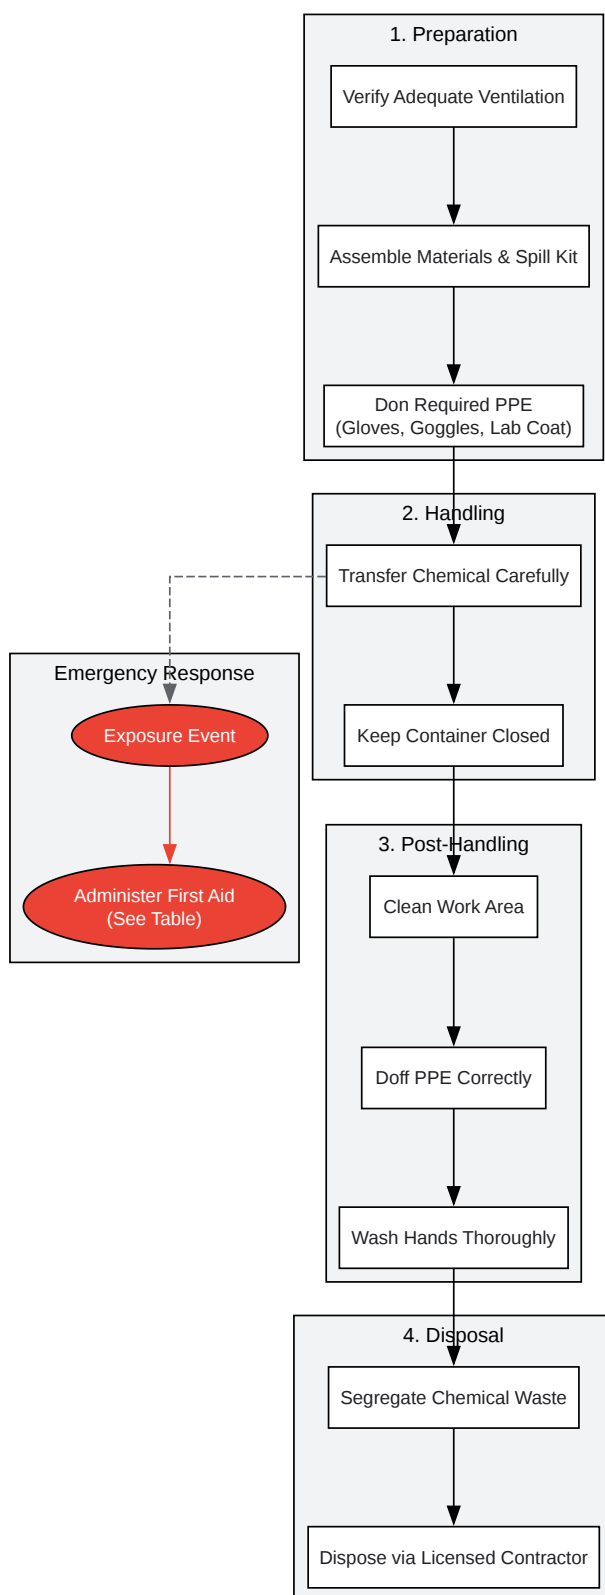 1. Preparation
Verify Adequate Ventilation
Assemble Materials & Spill Kit
Don Required PPE
(Gloves, Goggles, Lab Coat)
2. Handling
Transfer Chemical Carefully
Keep Container Closed
Emergency Response
Exposure Event
Administer First Aid
(See Table)
3. Post-Handling
Clean Work Area
Doff PPE Correctly
Wash Hands Thoroughly
4. Disposal
Segregate Chemical Waste
Dispose via Licensed Contractor